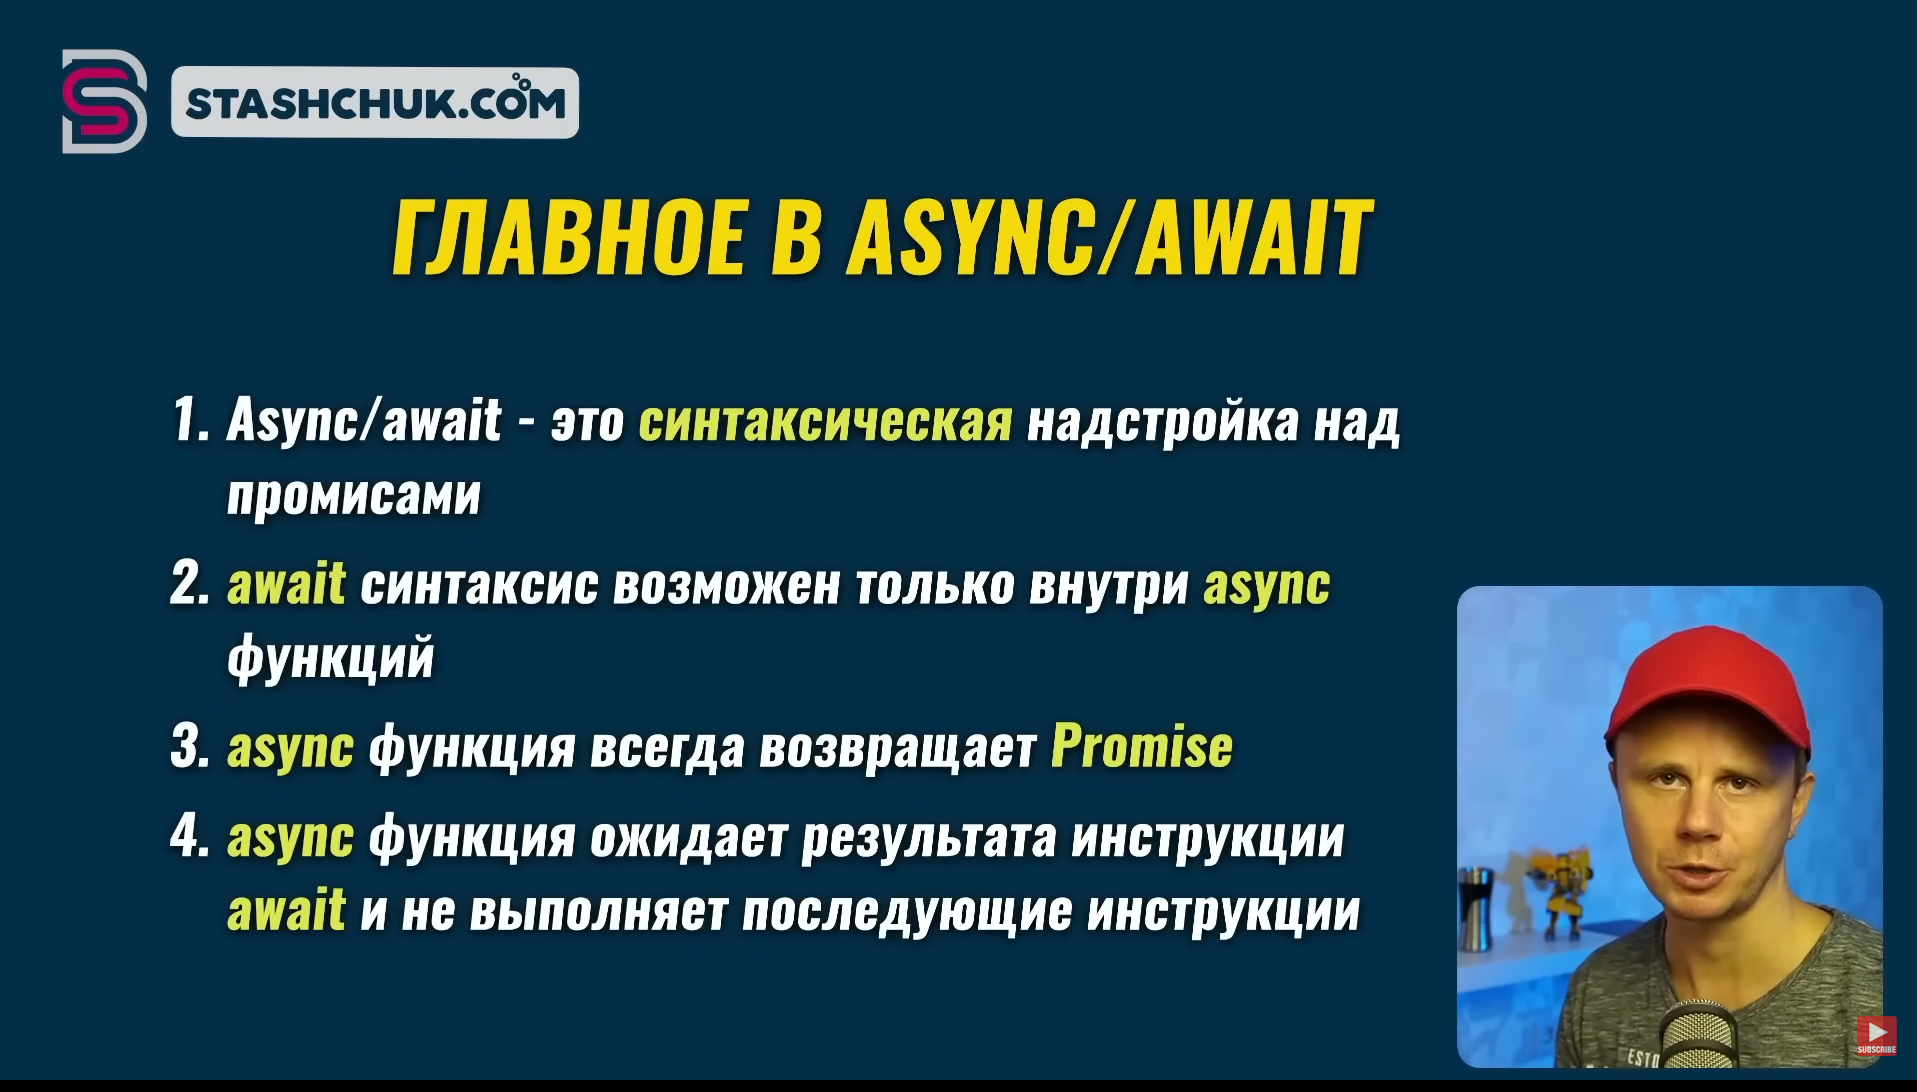 STASHCHUK.COM
ГЛАВНОЕ В ASYNC/AWAIT
1. Async/await - это синтаксическая надстройка над
промисами
2. await синтаксис возможен только внутри async
функций
3. async функция всегда возвращает Promise
4. async функция ожидает результата инструкции
await и не выполняет последующие инструкции
SUBSCRIBE